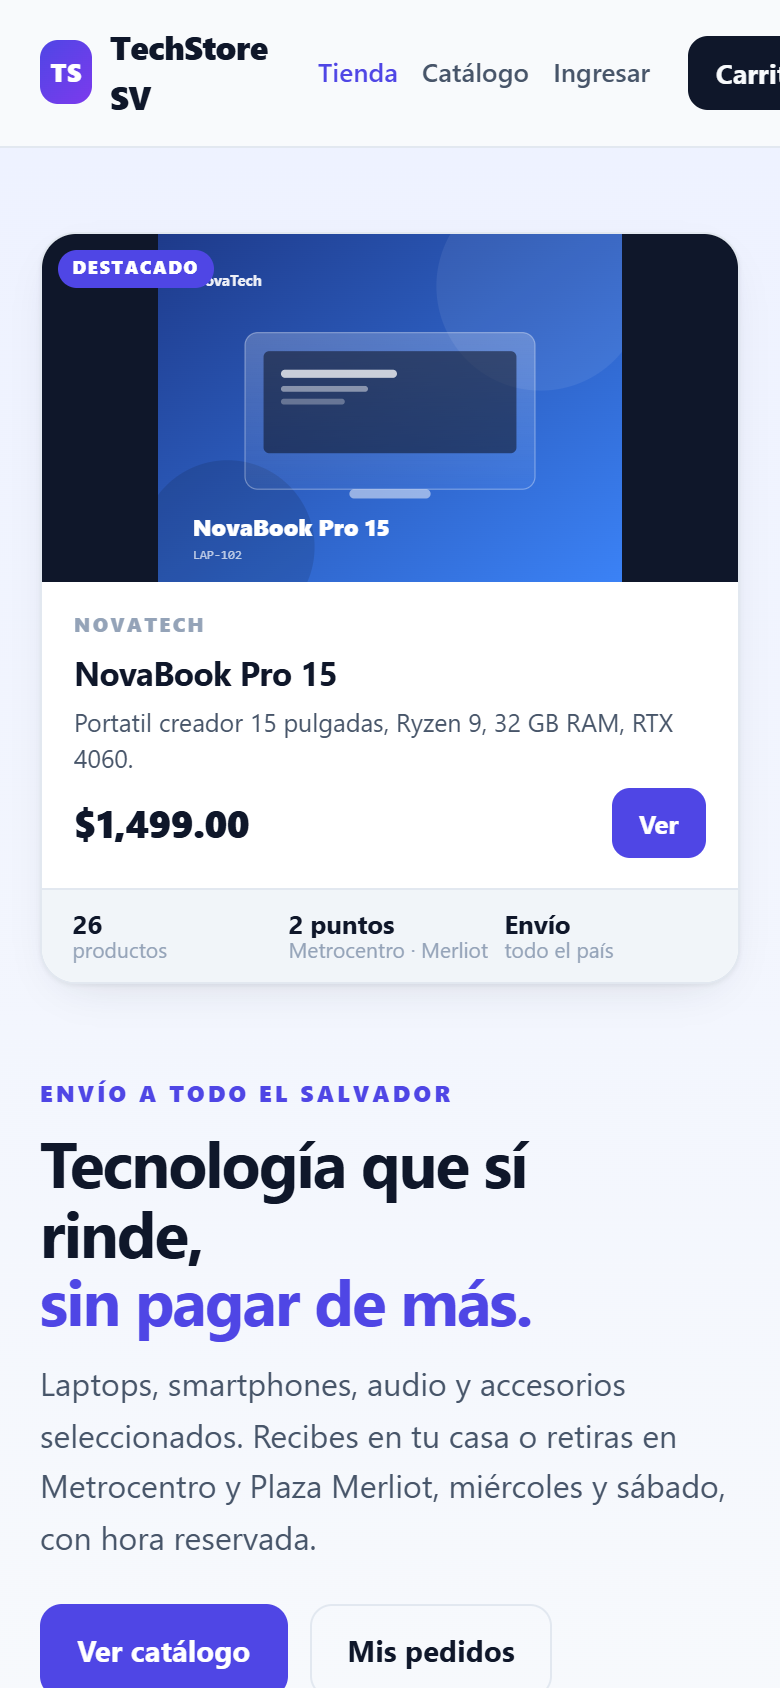 TS
TechStore
SV
Tienda
Catálogo
Ingresar
DESTACADO
NovaBook Pro 15
LAP-102
NOVATECH
NovaBook Pro 15
Portatil creador 15 pulgadas, Ryzen 9, 32 GB RAM, RTX
4060.
$1,499.00
Ver
26
productos
2 puntos
Metrocentro · Merliot
Envío
todo el país
ENVÍO A TODO EL SALVADOR
Tecnología que sí
rinde,
sin pagar de más.
Laptops, smartphones, audio y accesorios
seleccionados. Recibes en tu casa o retiras en
Metrocentro y Plaza Merliot, miércoles y sábado,
con hora reservada.
Ver catálogo
Mis pedidos